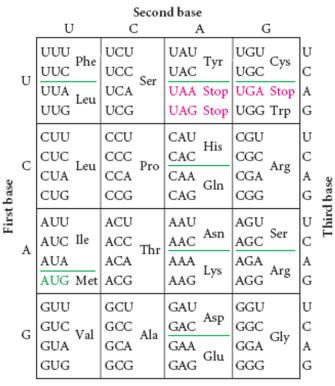 Second base
U C A G
UUU UCU UAU UGU U
Phe Tyr Cys
UUC UCC UAC UGC C
U Ser
UUA UCA UAA Stop UGA Stop A
Leu
UUG UCG UAG Stop UGG Trp G
CUU CCU CAU CGU U
His
CUC CCC CAC CGC C
C Leu Pro Arg
CUA CCA CAA CGA A
Gln
CUG CCG CAG CGG G
AUU ACU AAU AGU U
Asn Ser
AUC Ile ACC AAC AGC C
A Thr
AUA ACA AAA AGA A
Lys Arg
AUG Met ACG AAG AGG G
GUU GCU GAU GGU U
Asp
GUC GCC GAC GGC C
G Val Ala Gly
GUA GCA GAA GGA A
Glu
GUG GCG GAG GGG G
First base
Third base